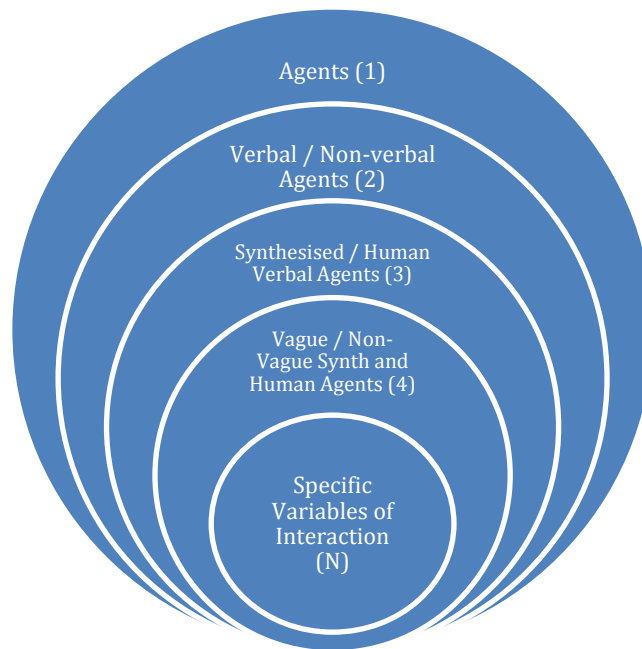 Agents (1)
Verbal / Non-verbal
Agents (2)
Synthesised / Human
Verbal Agents (3)
Vague / Non-
Vague Synth and
Human Agents (4)
Specific
Variables of
Interaction
(N)